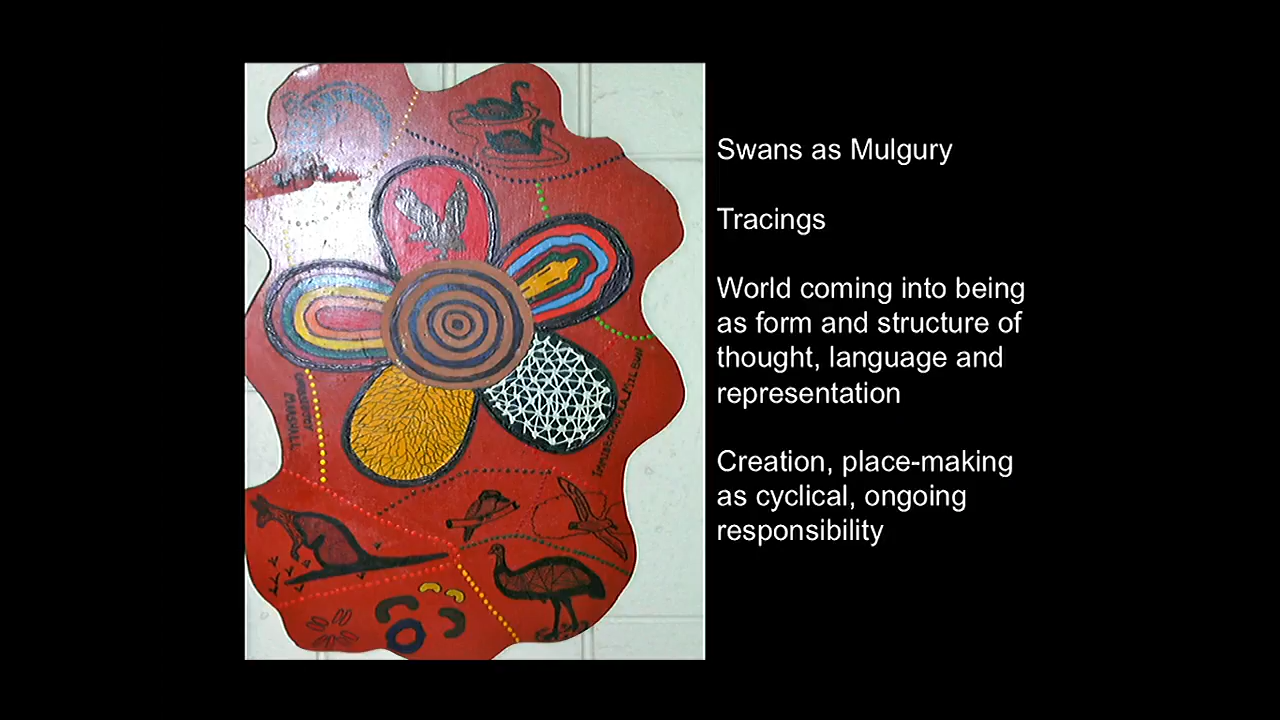 Swans as Mulgury
Tracings
World coming into being
as form and structure of
thought, language and
representation
Creation, place-making
as cyclical, ongoing
responsibility
MARSHALL